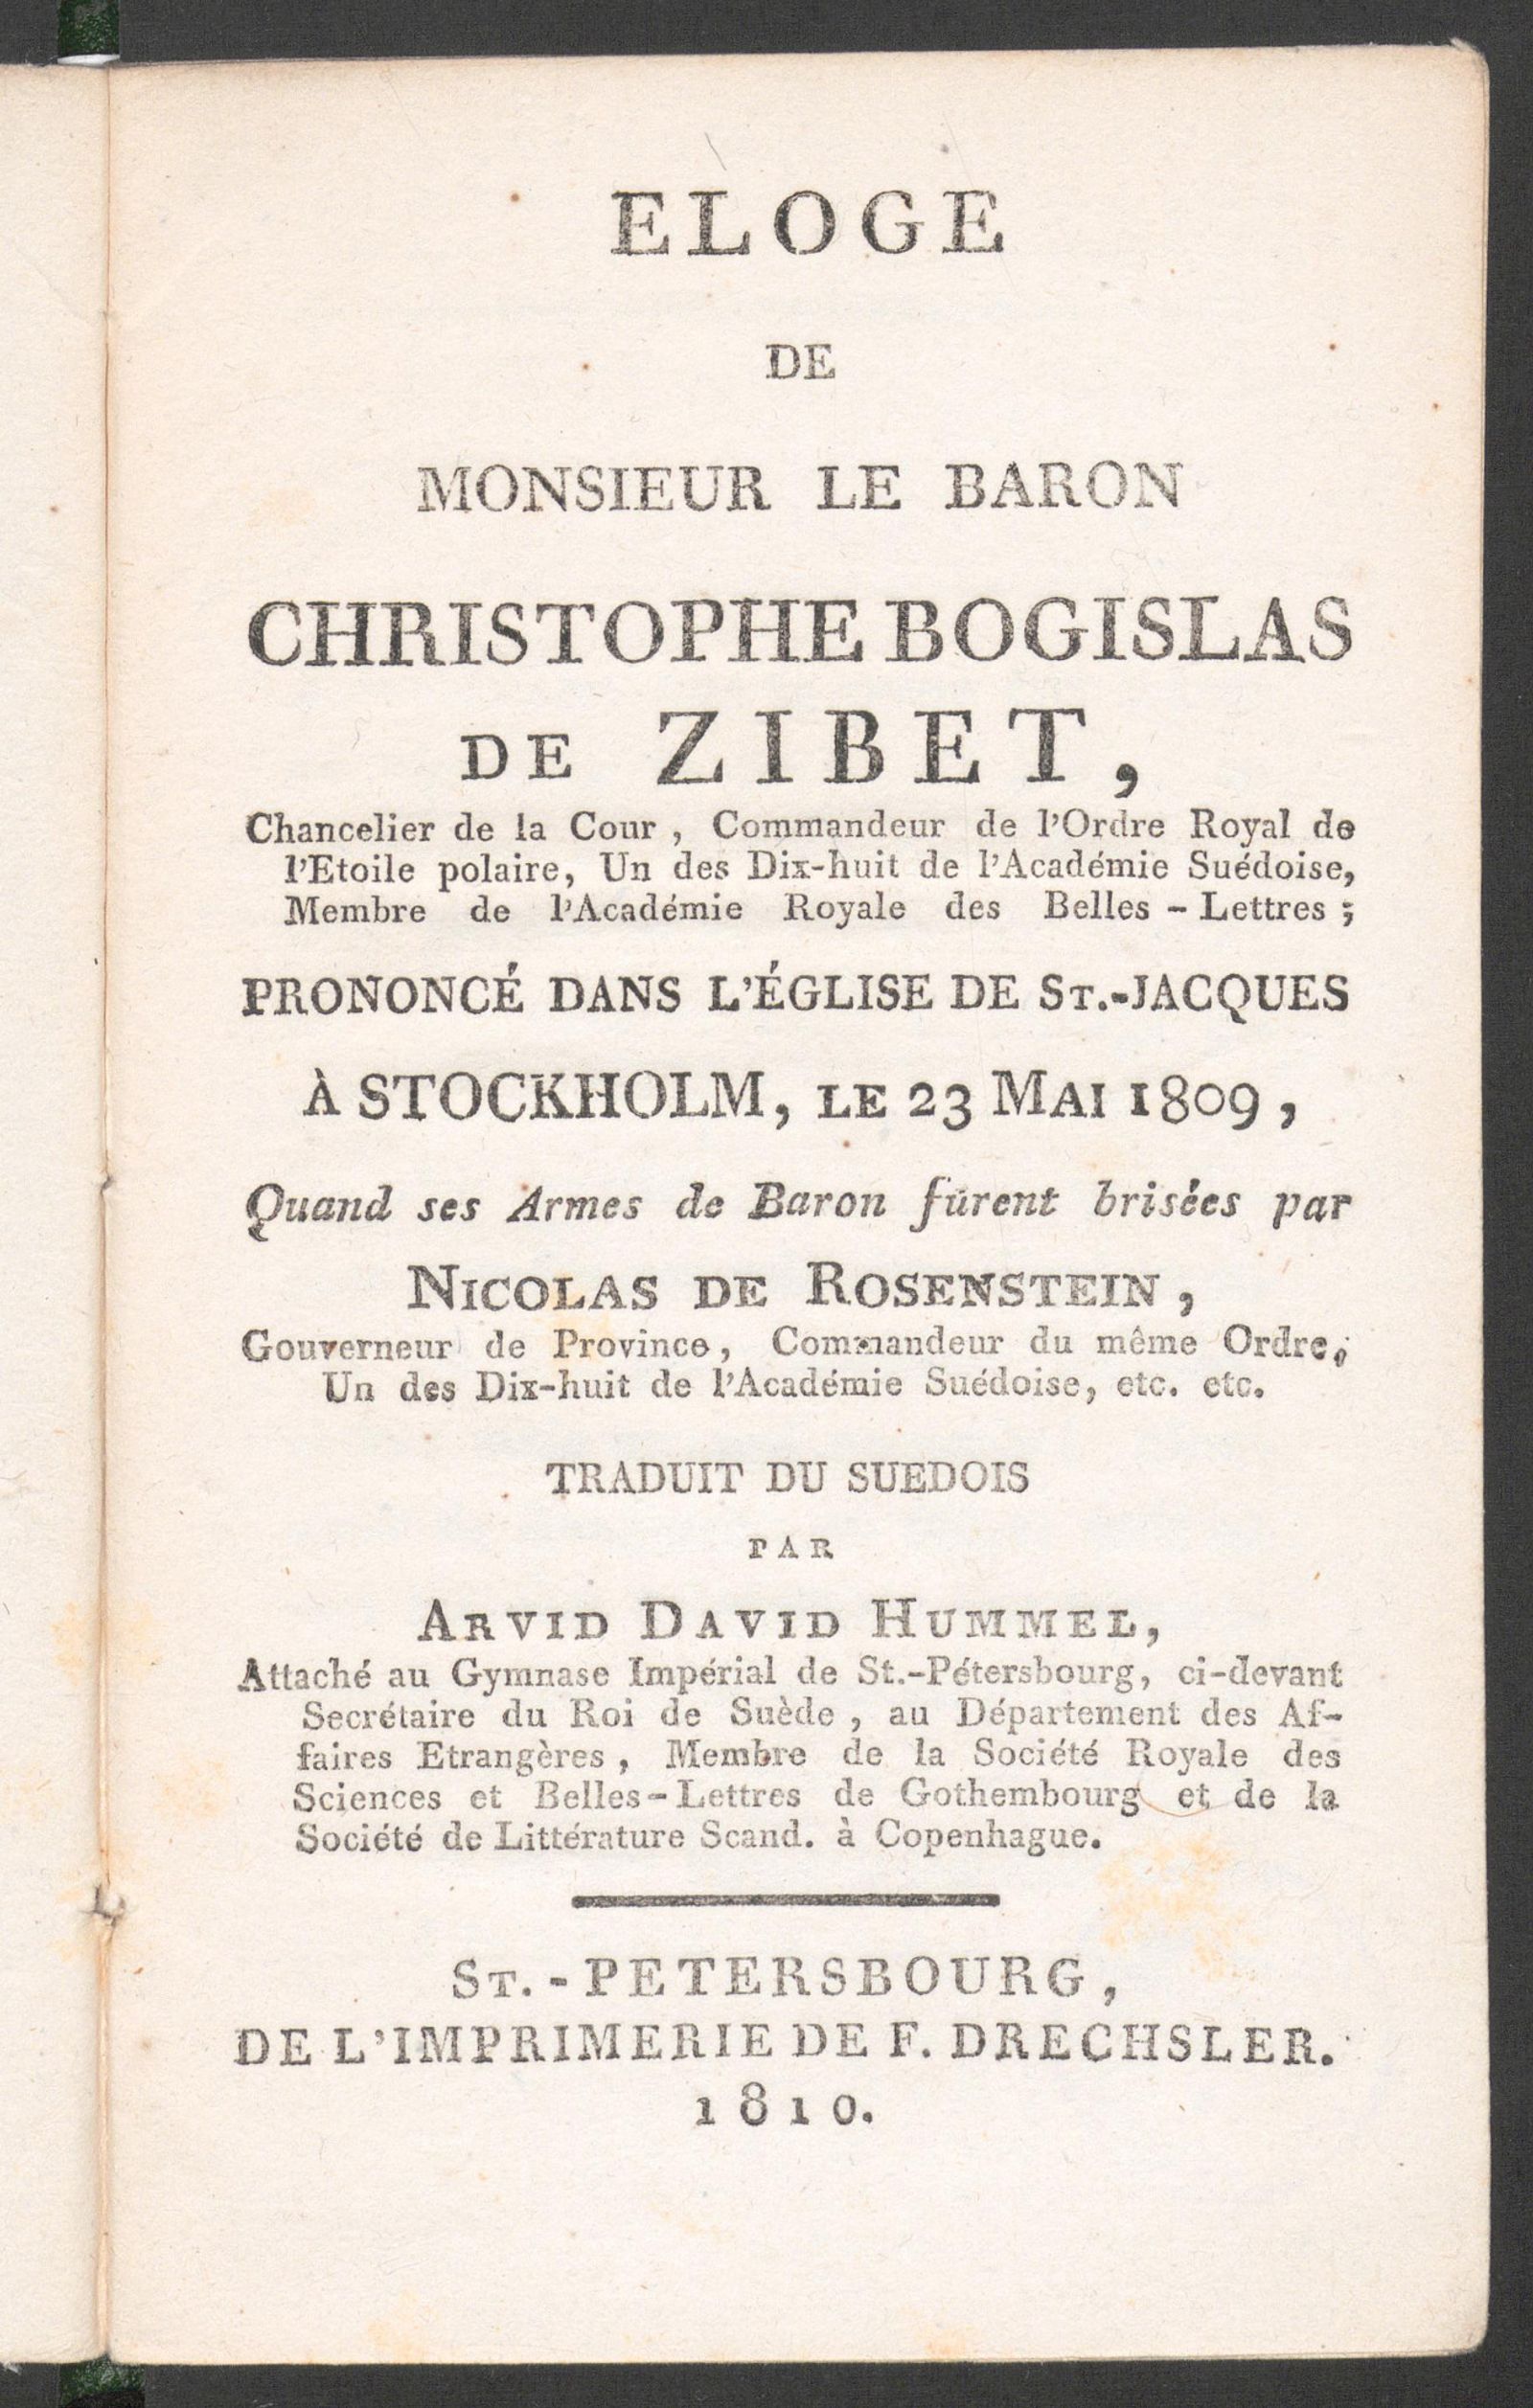 ELOGE
DE
MONSIEUR LE BARON
CHRISTOPHE BOGISLAS
DE ZIBET,
Chancelier de la Cour, Commandeur de l'Ordre Royal de
l'Etoile polaire, Un des Dix-huit de l'Académie Suédoise,
Membre de l'Académie Royale des Belles-Lettres;
PRONONCÉ DANS L'ÉGLISE DE ST.-JACQUES
À STOCKHOLM, LE 23 MAI 1809,
Quand ses Armes de Baron fûrent brisées par
NICOLAS DE ROSENSTEIN,
Gouverneur de Province, Commandeur du même Ordre,
Un des Dix-huit de l'Académie Suédoise, etc. etc.
TRADUIT DU SUEDOIS
PAR
ARVID DAVID HUMMEL,
Attaché au Gymnase Impérial de St.-Pétersbourg, ci-devant
Secrétaire du Roi de Suède, au Département des Af-
faires Etrangères, Membre de la Société Royale des
Sciences et Belles-Lettres de Gothembourg et de la
Société de Littérature Scand. à Copenhague.
ST.-PETERSBOURG,
DE L'IMPRIMERIE DE F. DRECHSLER.
1810.